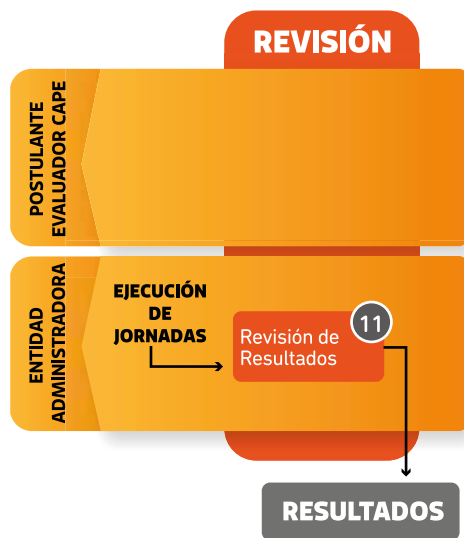 REVISIÓN
POSTULANTE
EVALUADOR CAPE
ENTIDAD
ADMINISTRADORA
EJECUCIÓN
DE
JORNADAS
11
Revisión de
Resultados
RESULTADOS